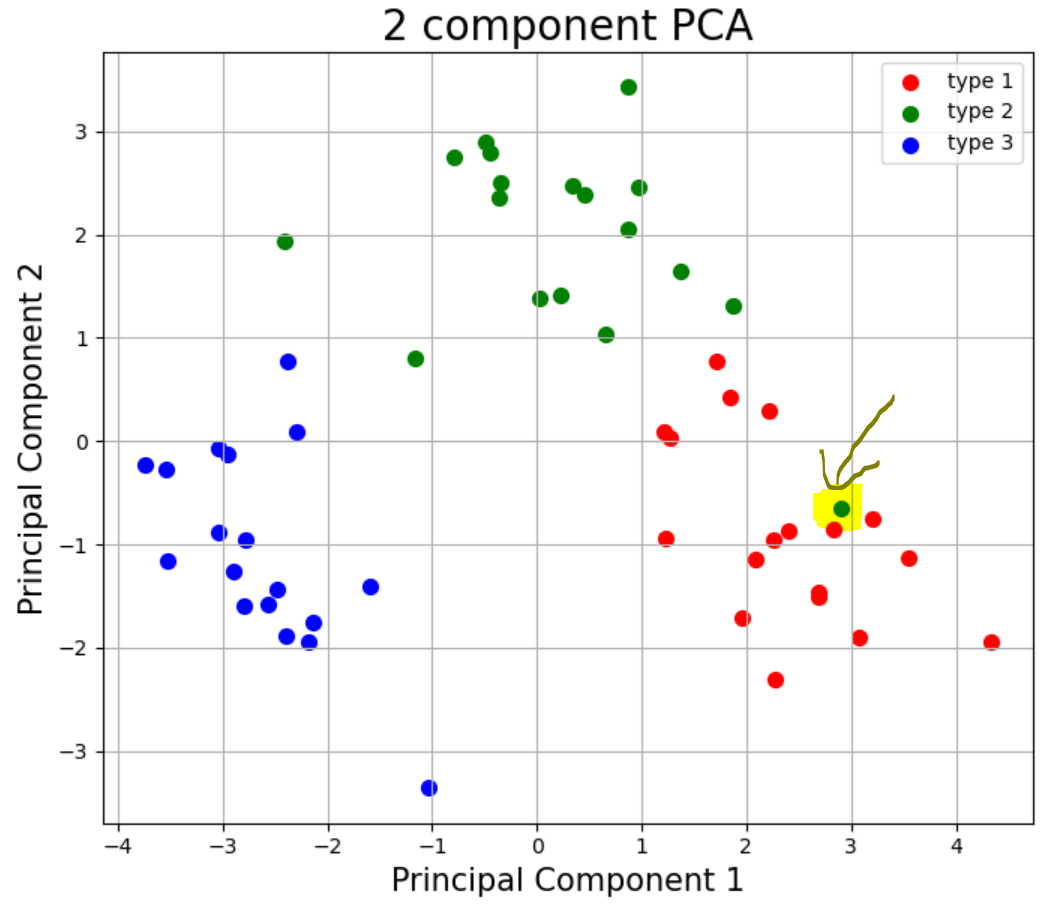 2 component PCA
type 1
type 2
type 3
3
2
1
0
−1
−2
−3
Principal Component 2
−4 −3 −2 −1 0 1 2 3 4
Principal Component 1